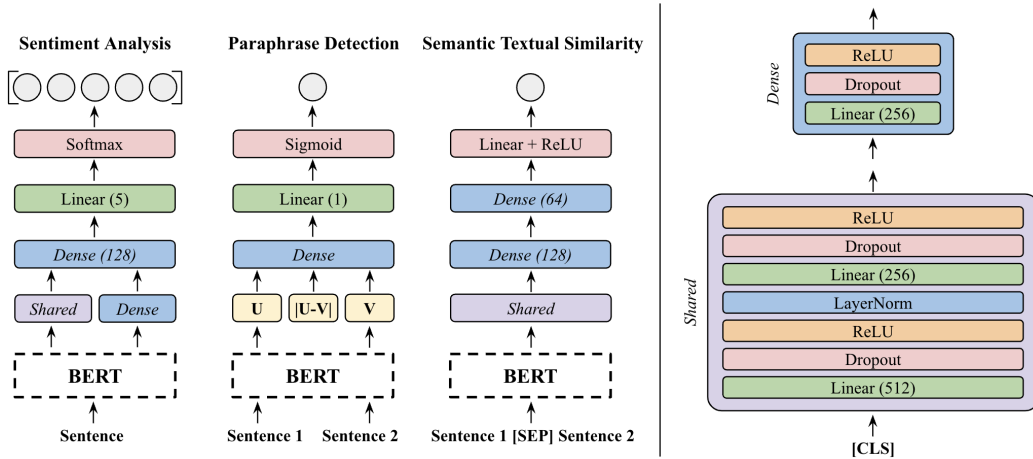 Sentiment Analysis
Softmax
Linear (5)
Dense (128)
Shared
Dense
BERT
Sentence
Paraphrase Detection
Sigmoid
Linear (1)
Dense
U
|U-V|
V
BERT
Sentence 1
Sentence 2
Semantic Textual Similarity
Linear + ReLU
Dense (64)
Dense (128)
Shared
BERT
Sentence 1 [SEP] Sentence 2
Dense
ReLU
Dropout
Linear (256)
Shared
ReLU
Dropout
Linear (256)
LayerNorm
ReLU
Dropout
Linear (512)
[CLS]